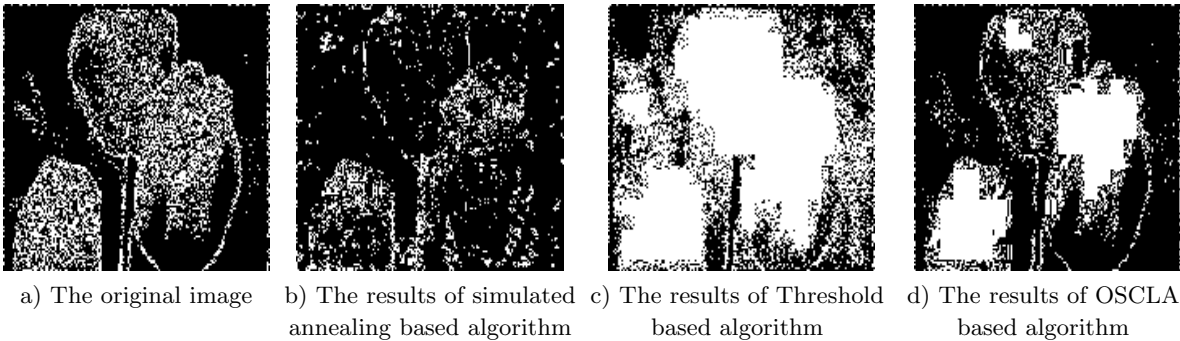 a) The original image
b) The results of simulated
annealing based algorithm
c) The results of Threshold
based algorithm
d) The results of OSCLA
based algorithm